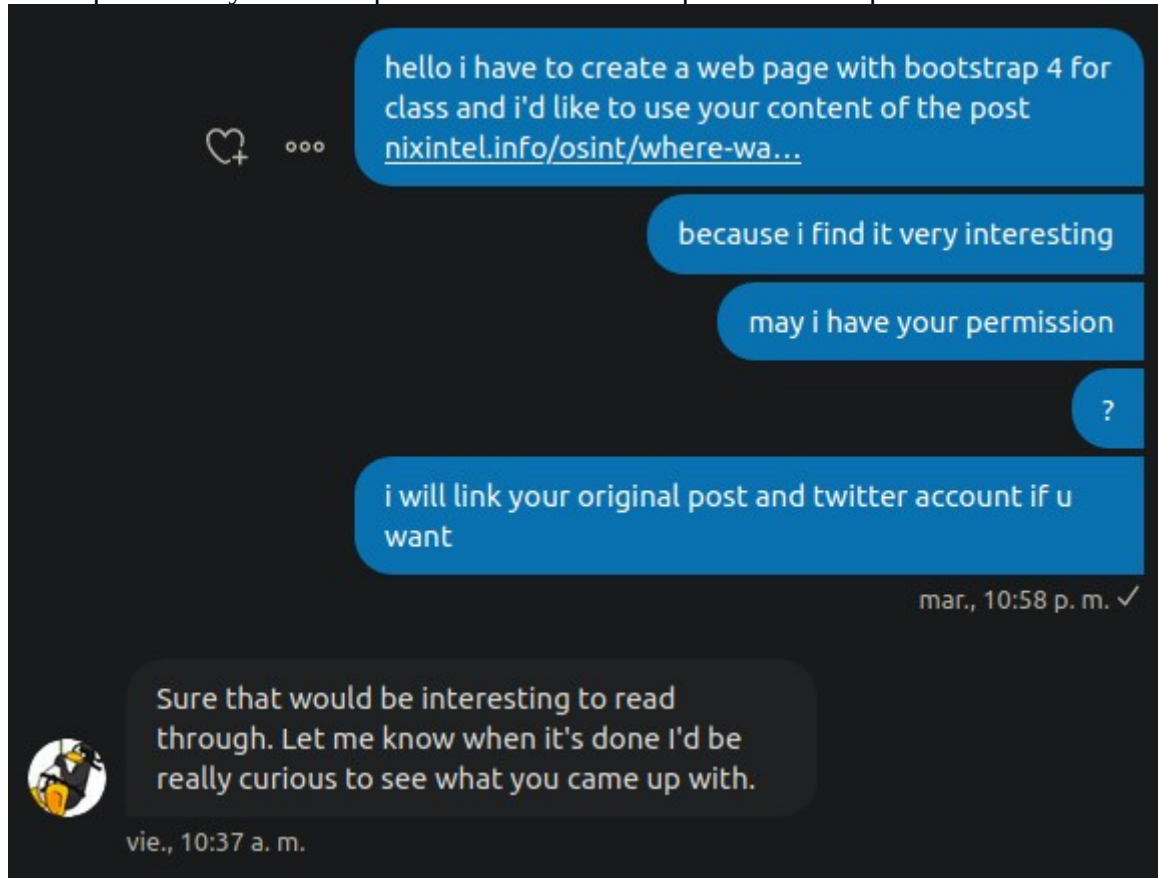 hello i have to create a web page with bootstrap 4 for
class and i'd like to use your content of the post
nixintel.info/osint/where-wa...
because i find it very interesting
may i have your permission
?
i will link your original post and twitter account if u
want
mar., 10:58 p. m.
Sure that would be interesting to read
through. Let me know when it's done I'd be
really curious to see what you came up with.
vie., 10:37 a. m.